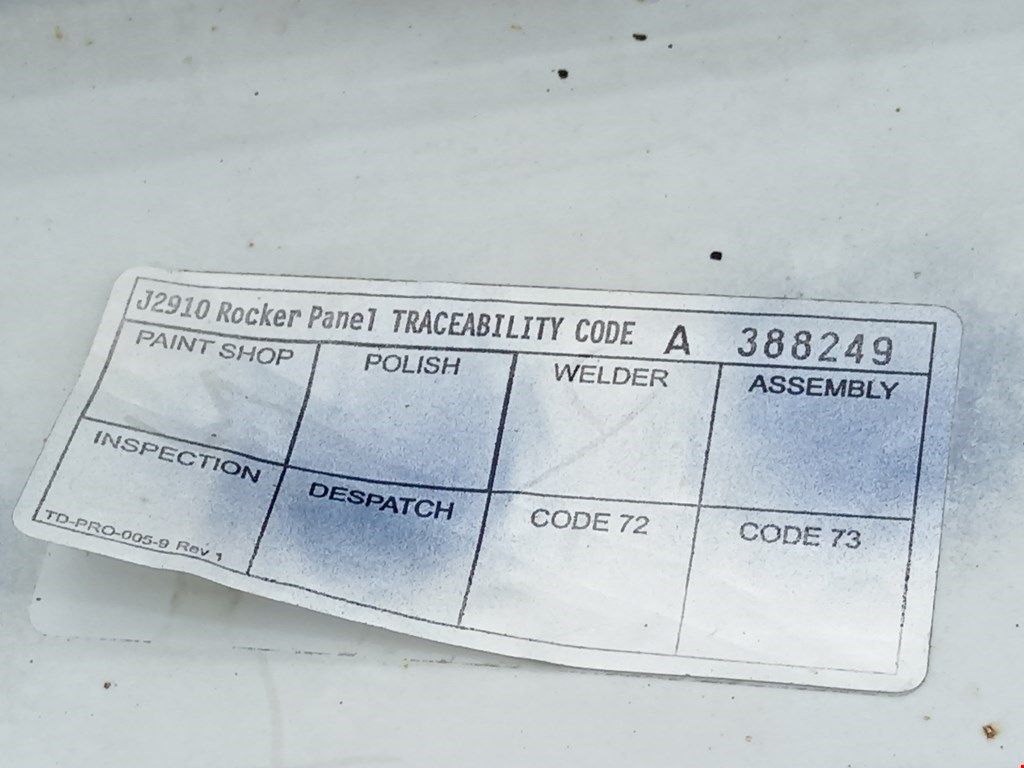 J2910 Rocker Panel TRACEABILITY CODE A 388249
PAINT SHOP POLISH WELDER ASSEMBLY
INSPECTION DESPATCH CODE 72 CODE 73
TD-PRO-005-9 Rev 1